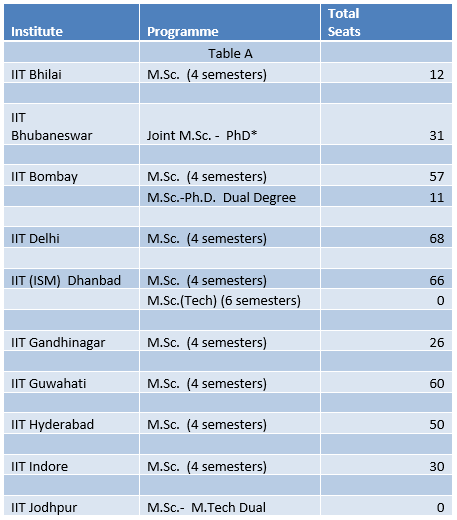 Institute Programme Total Seats
Table A
IIT Bhilai M.Sc. (4 semesters) 12
IIT Bhubaneswar Joint M.Sc. - PhD* 31
IIT Bombay M.Sc. (4 semesters) 57
M.Sc.-Ph.D. Dual Degree 11
IIT Delhi M.Sc. (4 semesters) 68
IIT (ISM) Dhanbad M.Sc. (4 semesters) 66
M.Sc.(Tech) (6 semesters) 0
IIT Gandhinagar M.Sc. (4 semesters) 26
IIT Guwahati M.Sc. (4 semesters) 60
IIT Hyderabad M.Sc. (4 semesters) 50
IIT Indore M.Sc. (4 semesters) 30
IIT Jodhpur M.Sc.- M.Tech Dual 0